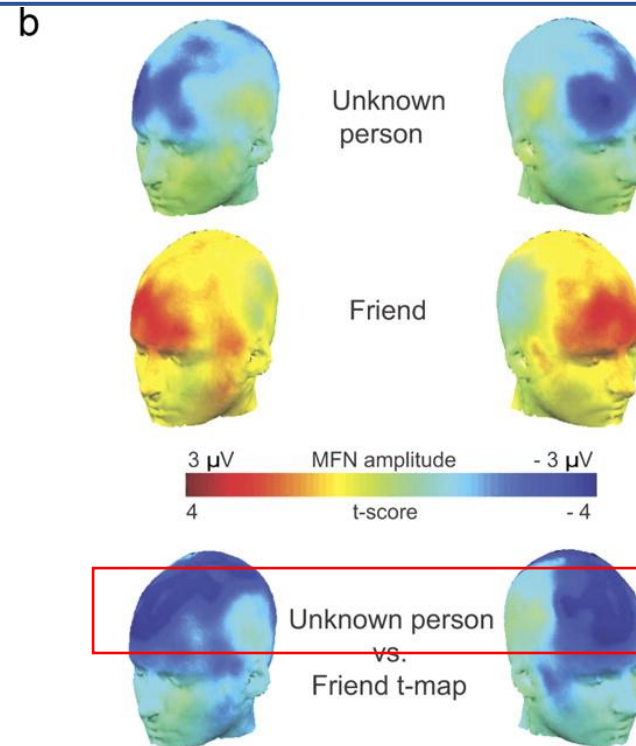 b
Unknown
person
Friend
3 μV MFN amplitude - 3 μV
4 t-score - 4
Unknown person
vs.
Friend t-map